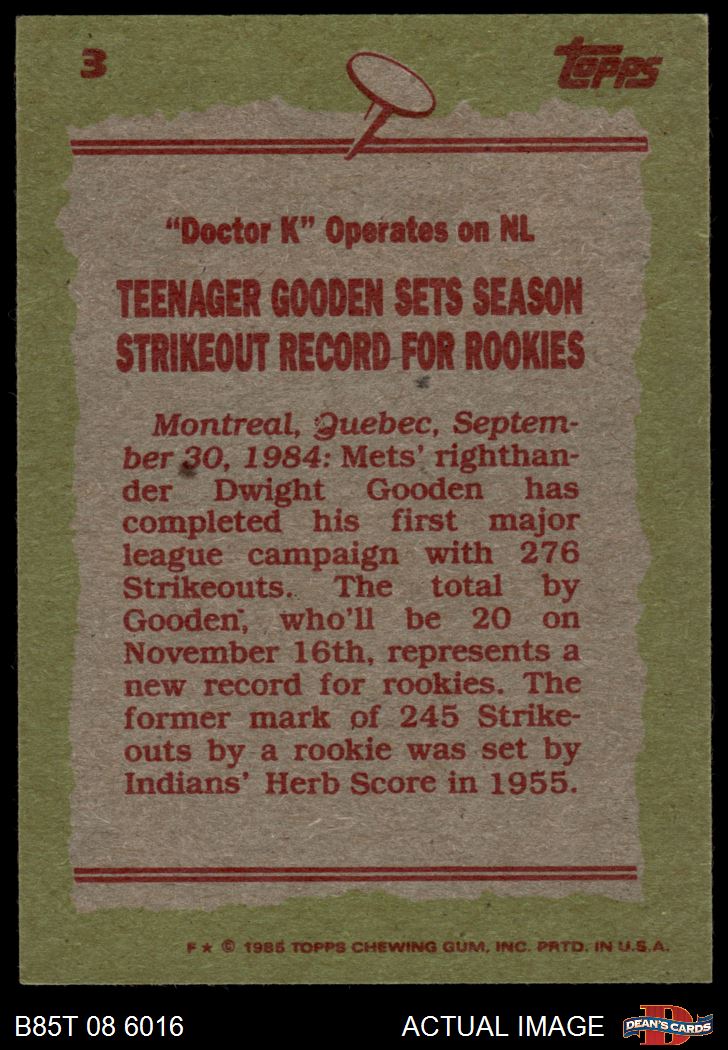 3
TOPPS
"Doctor K" Operates on NL
TEENAGER GOODEN SETS SEASON
STRIKEOUT RECORD FOR ROOKIES
Montreal, Quebec, Septem-
ber 30, 1984: Mets' righthan-
der Dwight Gooden has
completed his first major
league campaign with 276
Strikeouts. The total by
Gooden, who'll be 20 on
November 16th, represents a
new record for rookies. The
former mark of 245 Strike-
outs by a rookie was set by
Indians' Herb Score in 1955.
F ★ © 1985 TOPPS CHEWING GUM, INC. PRTD. IN U.S.A.
B85T 08 6016 ACTUAL IMAGE
D
DEAN'S CARDS